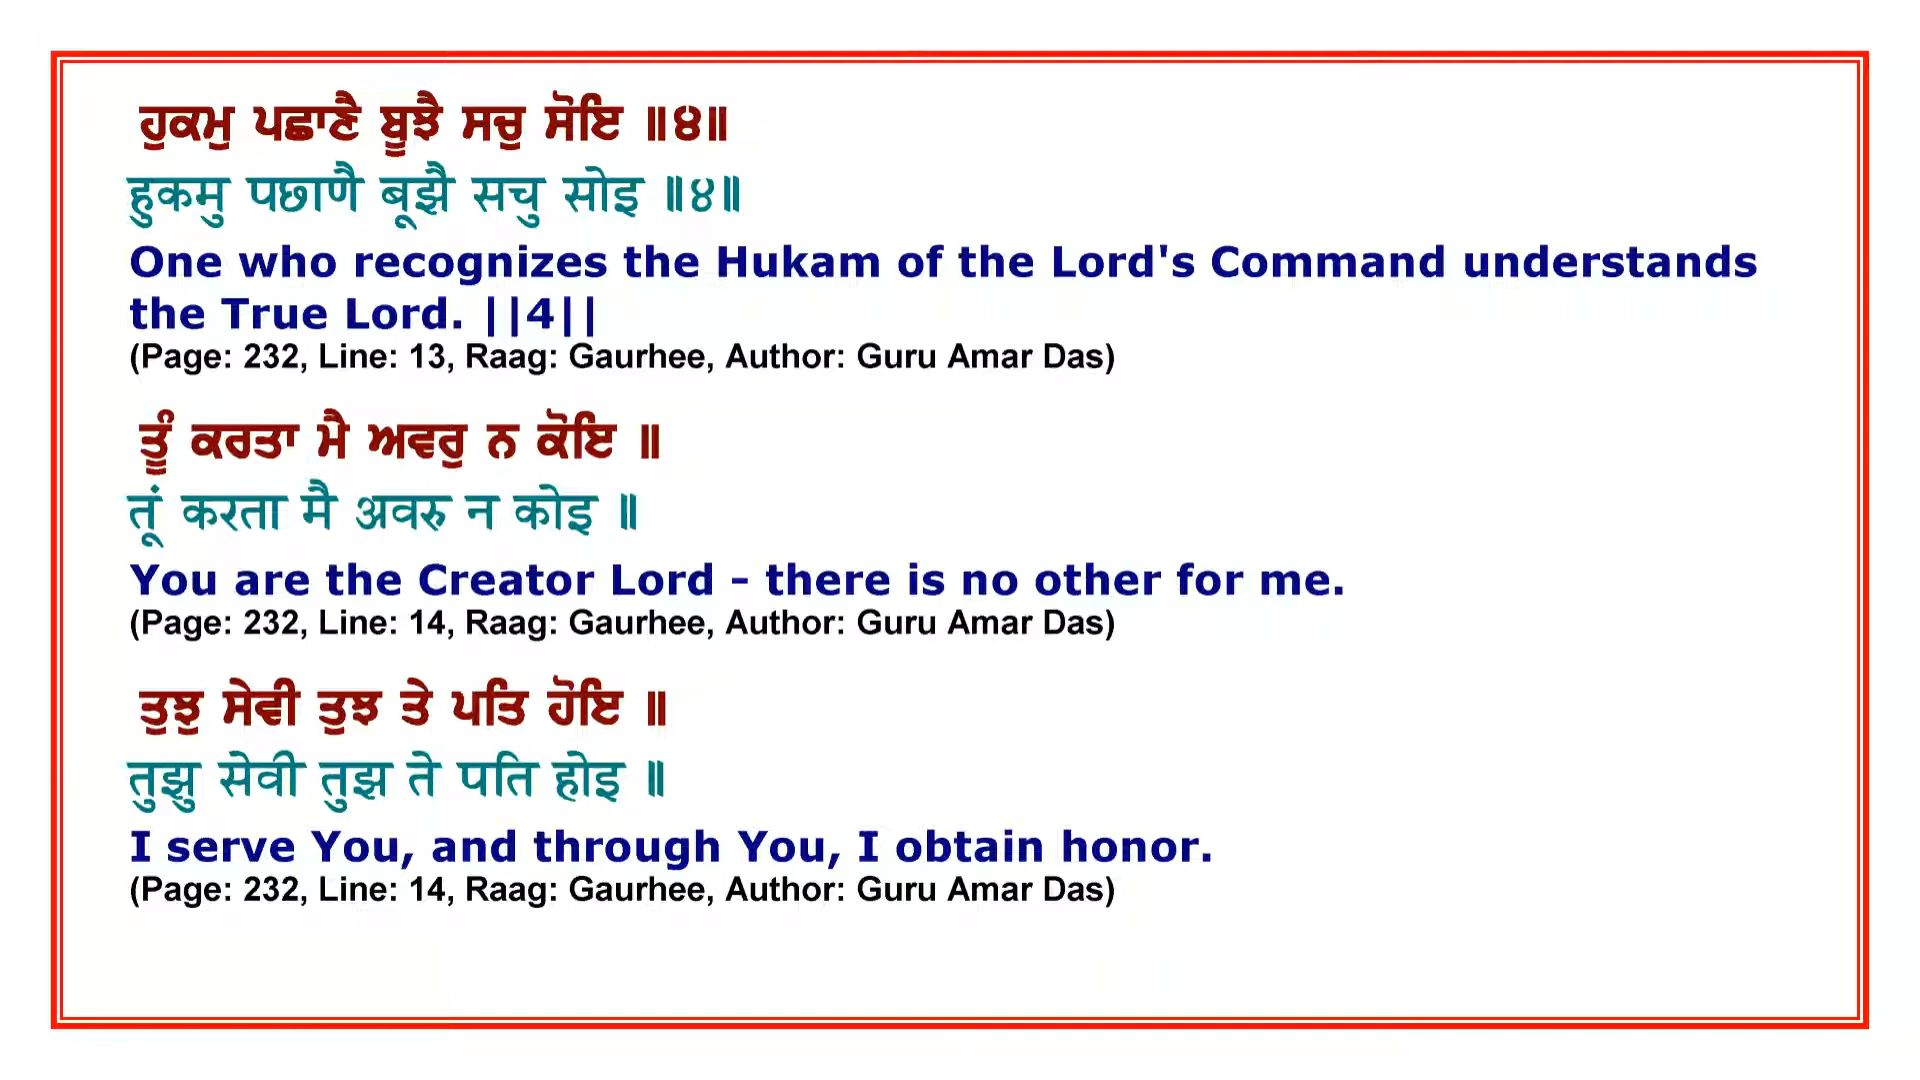 ਹੁਕਮੁ ਪਛਾਣੈ ਬੂਝੈ ਸਚੁ ਸੋਇ ॥੪॥
हुकमु पछाणै बूझै सचु सोइ ॥४॥
One who recognizes the Hukam of the Lord's Command understands
the True Lord. ||4||
(Page: 232, Line: 13, Raag: Gaurhee, Author: Guru Amar Das)
ਤੂੰ ਕਰਤਾ ਮੈ ਅਵਰੁ ਨ ਕੋਇ ॥
तूं करता मै अवरु न कोइ ॥
You are the Creator Lord - there is no other for me.
(Page: 232, Line: 14, Raag: Gaurhee, Author: Guru Amar Das)
ਤੁਝੁ ਸੇਵੀ ਤੁਝ ਤੇ ਪਤਿ ਹੋਇ ॥
तुझु सेवी तुझ ते पति होइ ॥
I serve You, and through You, I obtain honor.
(Page: 232, Line: 14, Raag: Gaurhee, Author: Guru Amar Das)